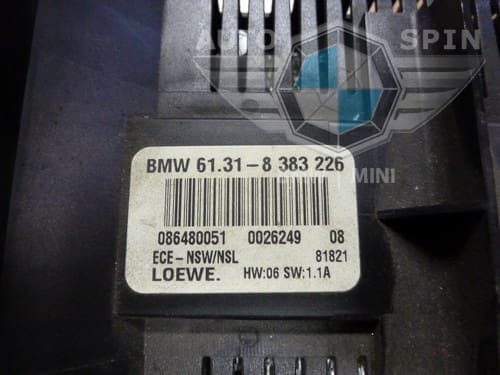 AUTO SPIN
MINI
BMW 61.31-8 383 226
086480051 0026249 08
ECE-NSW/NSL 81821
LOEWE. HW:06 SW:1.1A